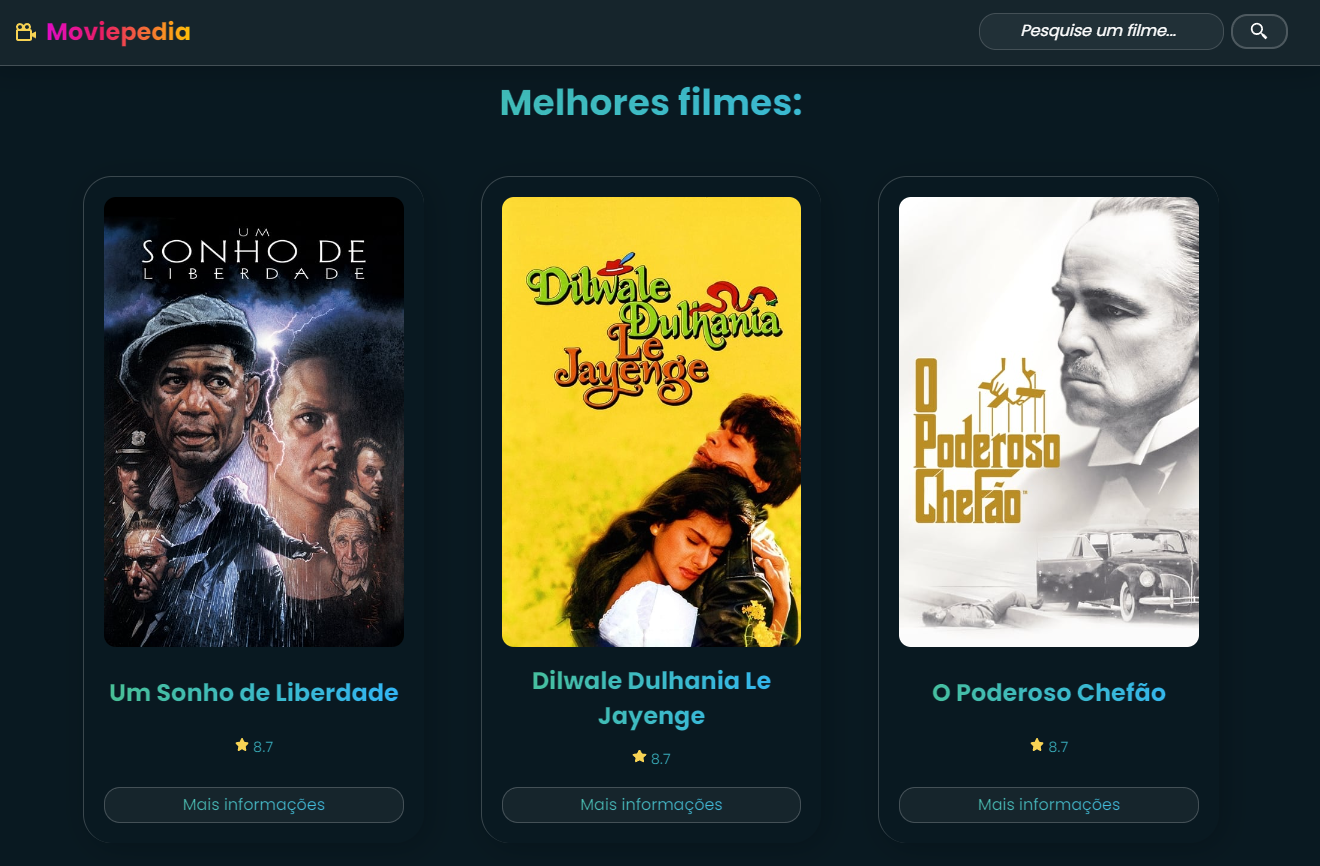 Moviepedia
Pesquise um filme...
Melhores filmes:
UM
SONHO DE
LIBERDADE
Dilwale
Dulhania
Le
Jayenge
O
Poderoso
Chefão™
Um Sonho de Liberdade
8.7
Mais informações
Dilwale Dulhania Le
Jayenge
8.7
Mais informações
O Poderoso Chefão
8.7
Mais informações